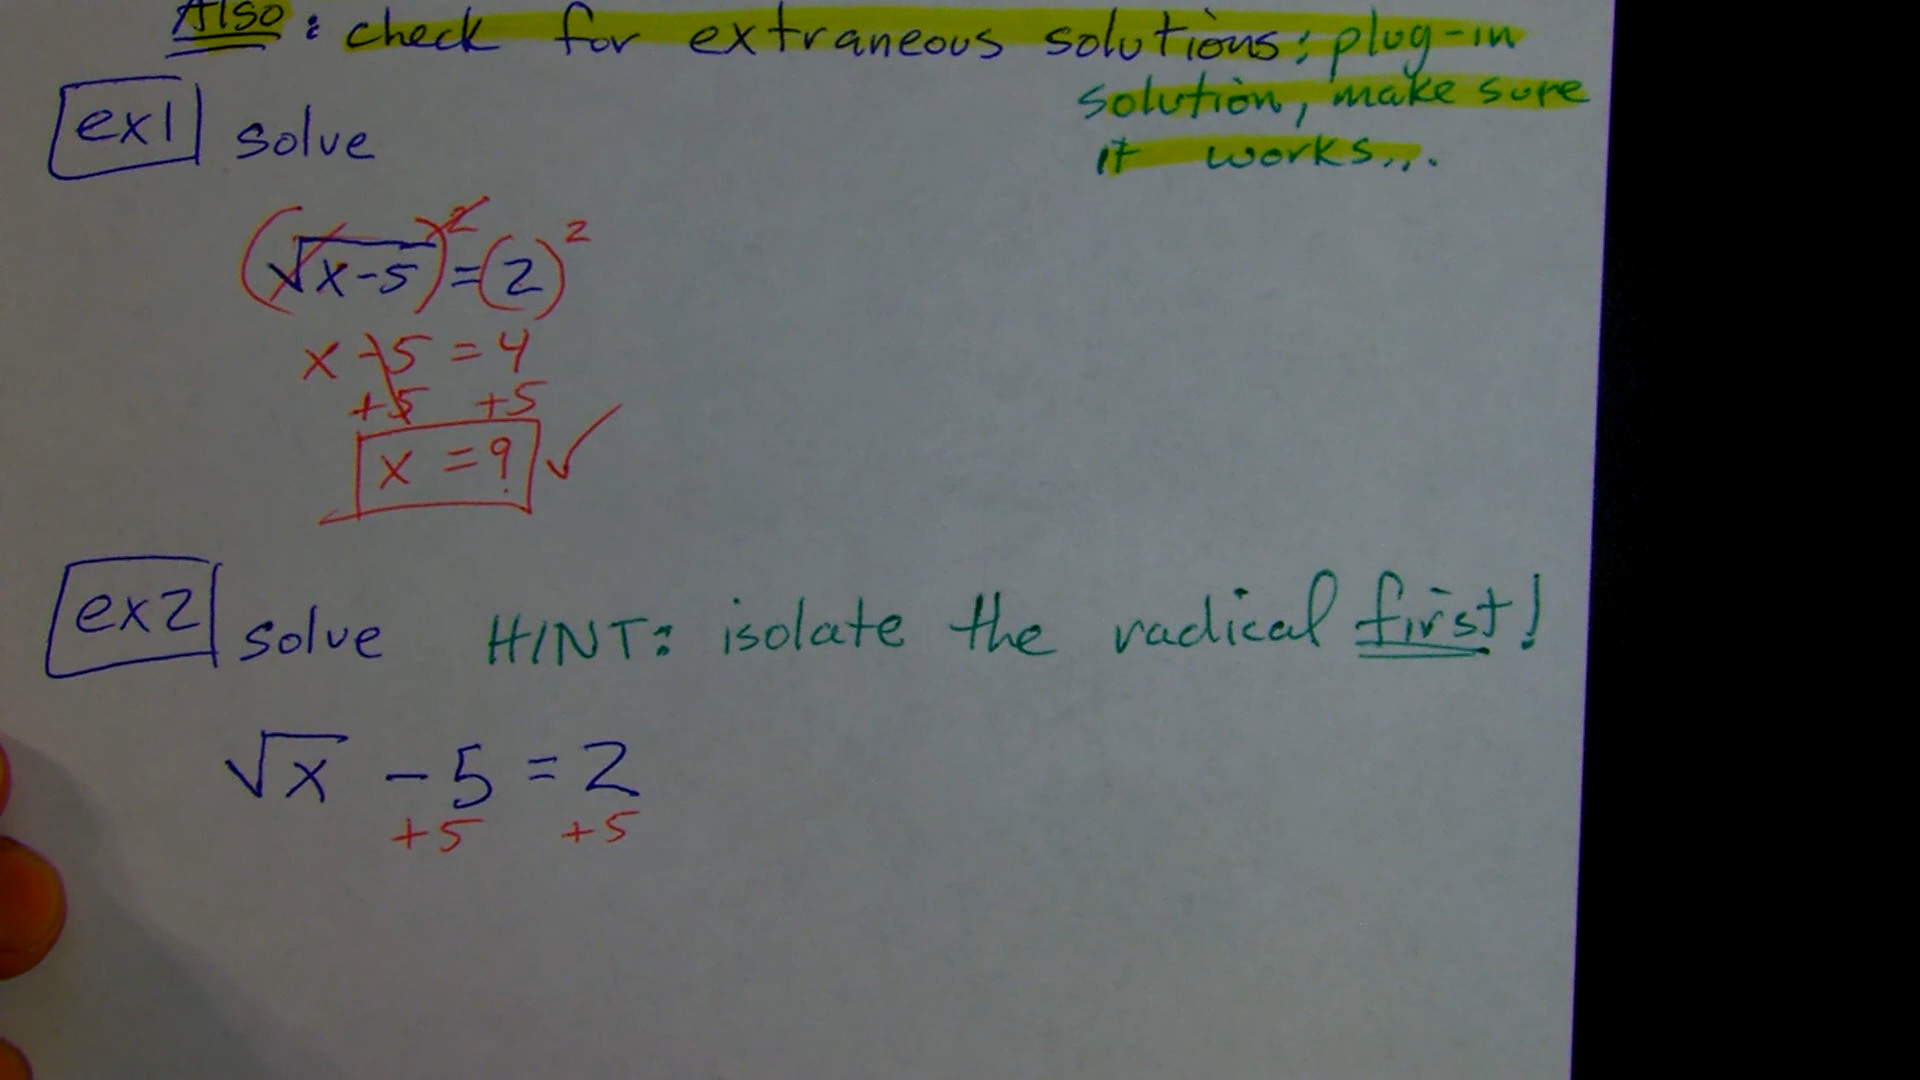 Also: check for extraneous solutions: plug-in
solution, make sure
it works...
ex1 solve
(√x-5)² = (2)²
x - 5 = 4
+5 +5
x = 9 ✓
ex2 solve HINT: isolate the radical first!
√x - 5 = 2
+5 +5